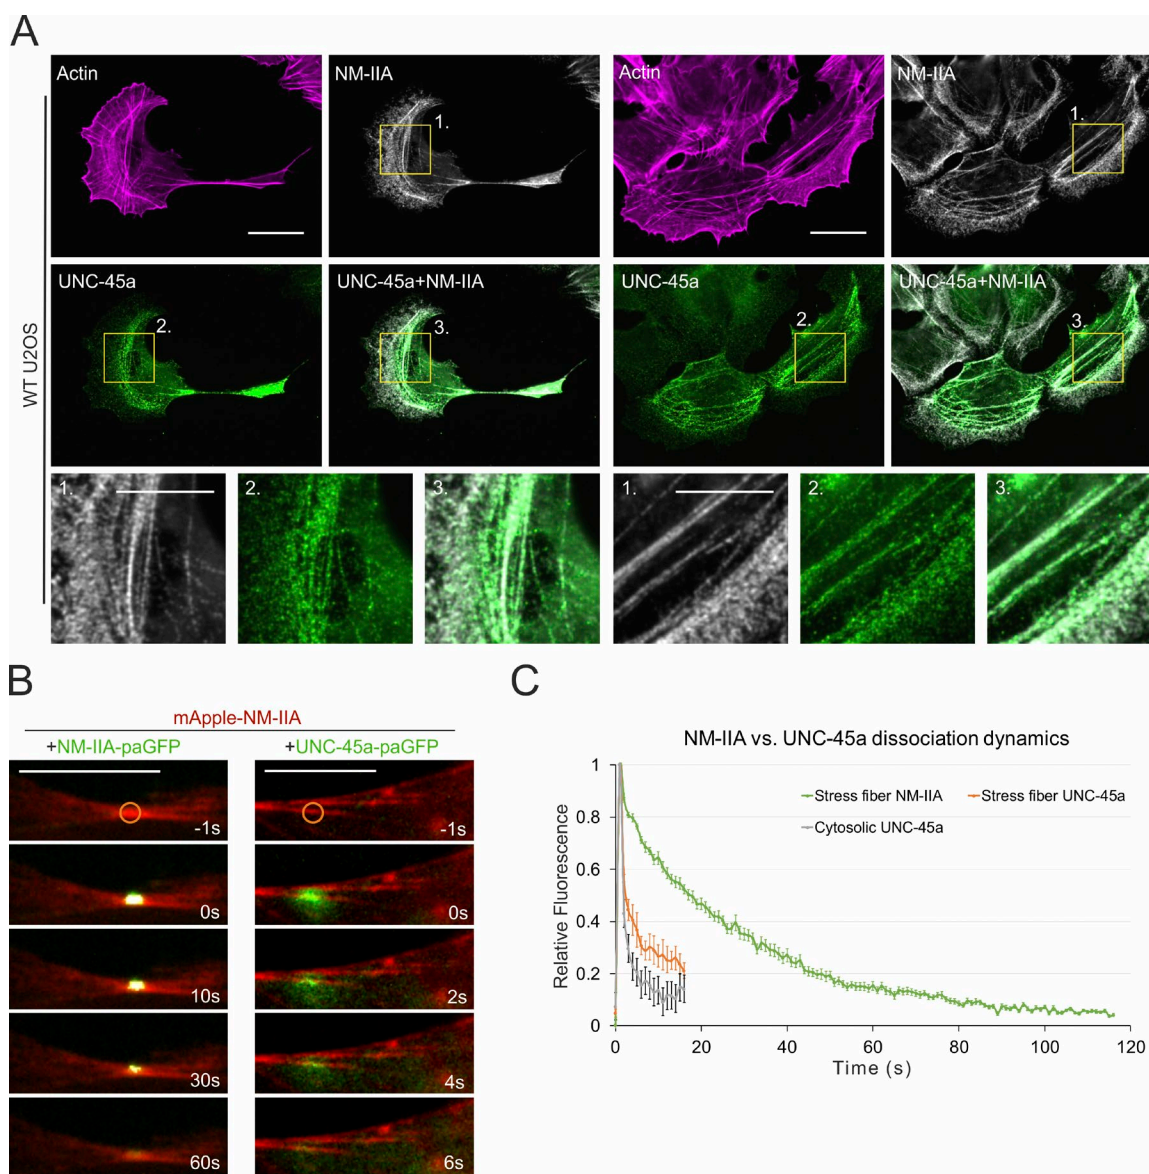 A
Actin
NM-IIA
1.
Actin
NM-IIA
1.
UNC-45a
2.
UNC-45a+NM-IIA
3.
UNC-45a
2.
UNC-45a+NM-IIA
3.
WT U2OS
1.
2.
3.
1.
2.
3.
B
mApple-NM-IIA
+NM-IIA-paGFP
+UNC-45a-paGFP
-1s
-1s
0s
0s
10s
2s
30s
4s
60s
6s
C
NM-IIA vs. UNC-45a dissociation dynamics
Stress fiber NM-IIA
Stress fiber UNC-45a
Cytosolic UNC-45a
Relative Fluorescence
1
0.8
0.6
0.4
0.2
0
0 20 40 60 80 100 120
Time (s)